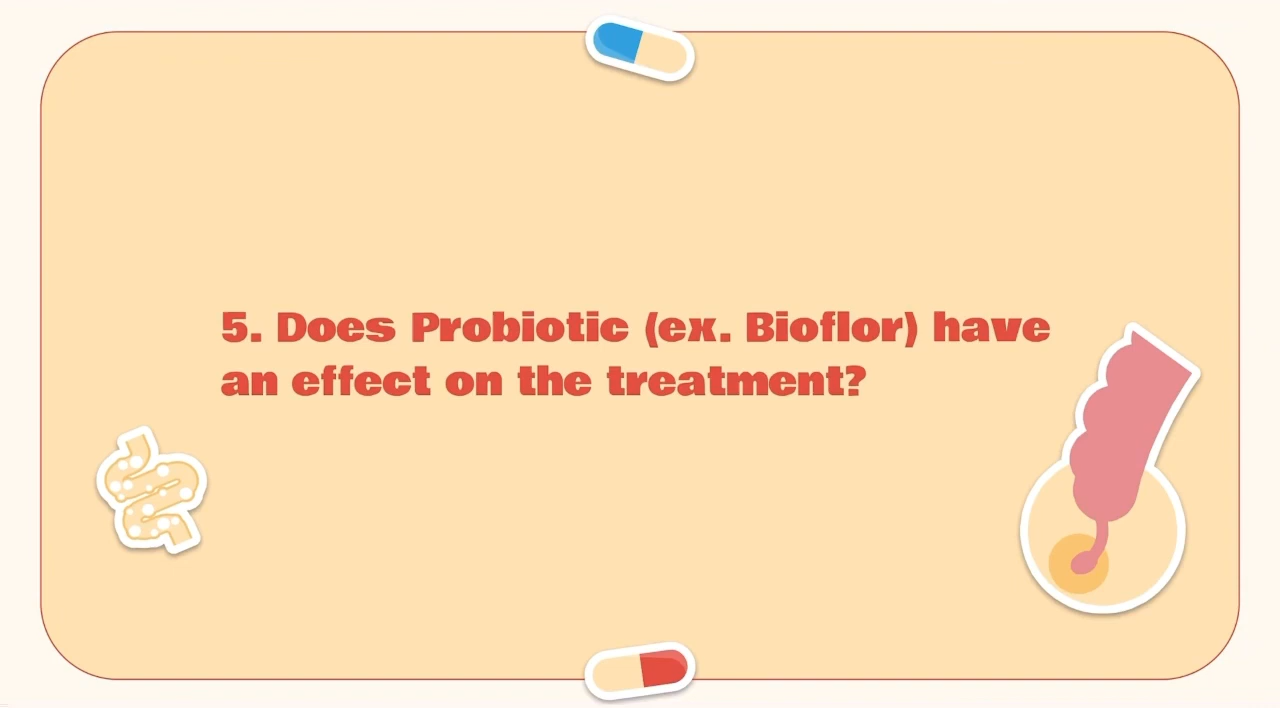 5. Does Probiotic (ex. Bioflor) have
an effect on the treatment?